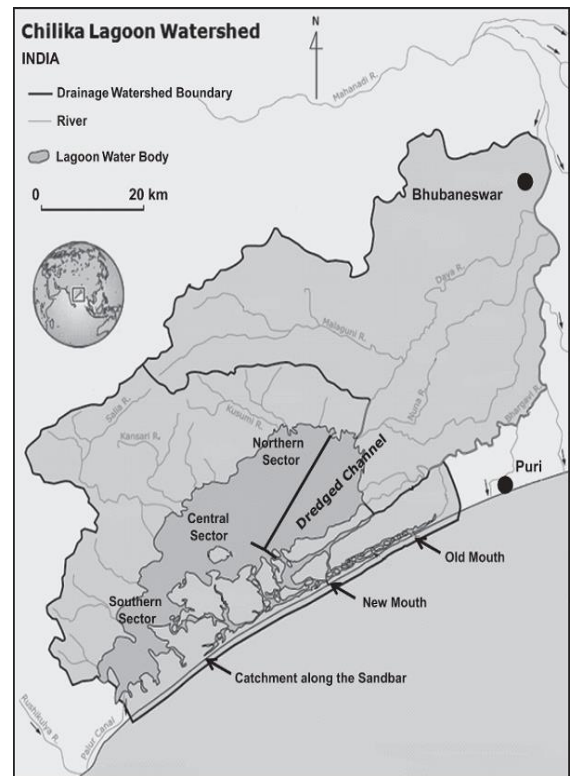 Chilika Lagoon Watershed
INDIA
N
Drainage Watershed Boundary
River
Lagoon Water Body
0 20 km
Mahanadi R.
Bhubaneswar
Daya R.
Malaguni R.
Salia R.
Kusumi R.
Kansari R.
Nuna R.
Bhargavi R.
Northern
Sector
Dredged Channel
Puri
Central
Sector
Old Mouth
New Mouth
Southern
Sector
Catchment along the Sandbar
Rushikulya R.
Palur Canal